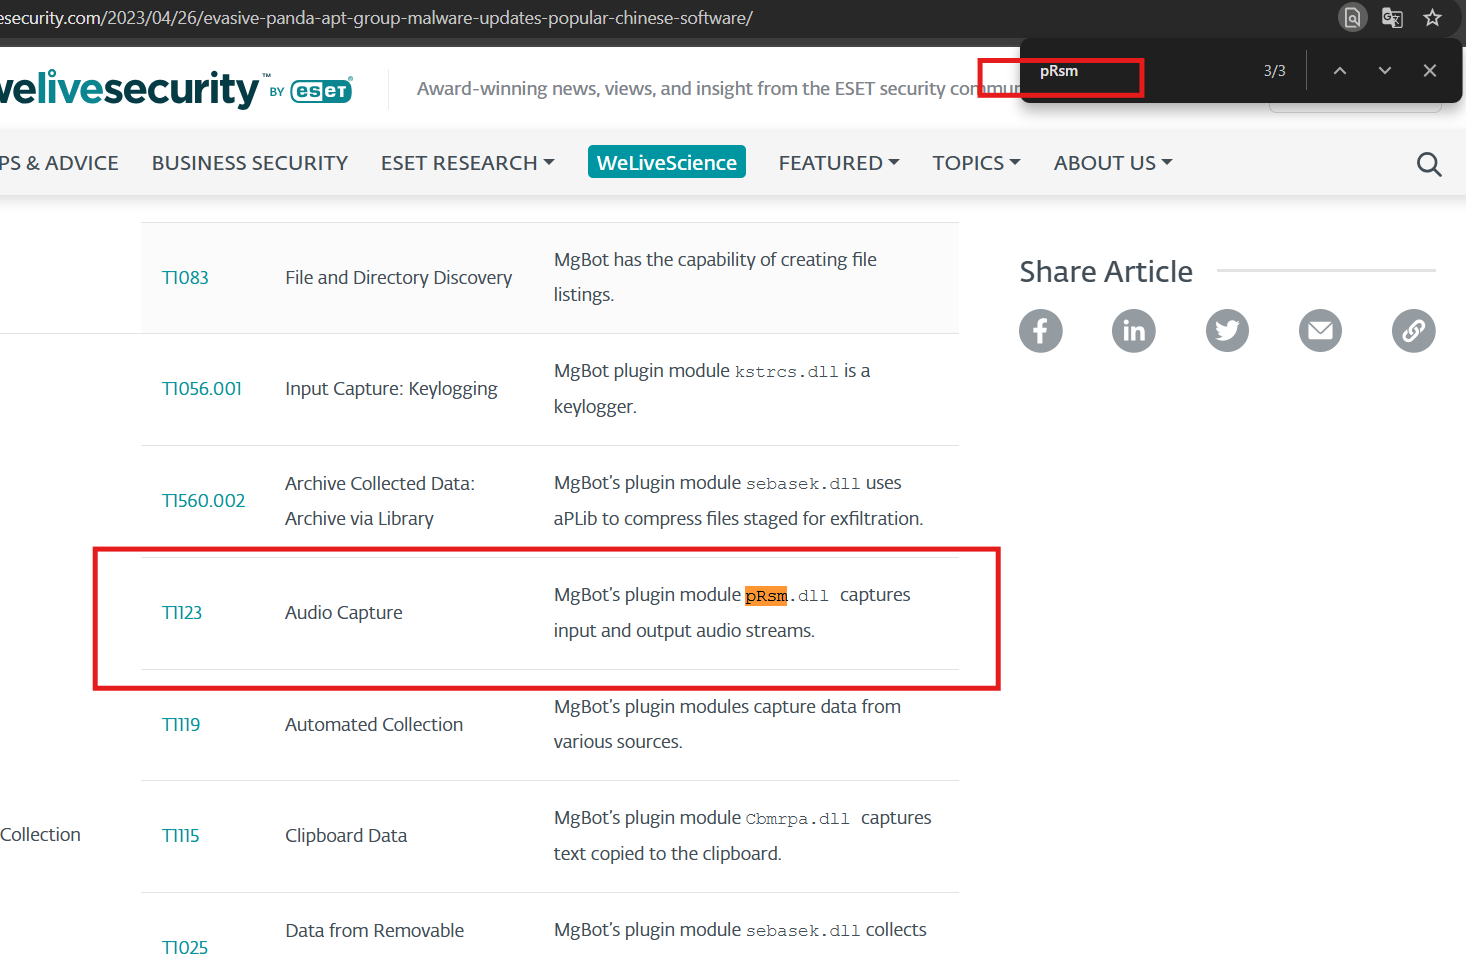 esecurity.com/2023/04/26/evasive-panda-apt-group-malware-updates-popular-chinese-software/
pRsm
3/3
welivesecurity™ BY eseT®
Award-winning news, views, and insight from the ESET security commun
PS & ADVICE
BUSINESS SECURITY
ESET RESEARCH
WeLiveScience
FEATURED
TOPICS
ABOUT US
T1083
File and Directory Discovery
MgBot has the capability of creating file
listings.
Share Article
T1056.001
Input Capture: Keylogging
MgBot plugin module kstrcs.dll is a
keylogger.
T1560.002
Archive Collected Data:
Archive via Library
MgBot’s plugin module sebasek.dll uses
aPLib to compress files staged for exfiltration.
T1123
Audio Capture
MgBot’s plugin module pRsm.dll captures
input and output audio streams.
T1119
Automated Collection
MgBot’s plugin modules capture data from
various sources.
Collection
T1115
Clipboard Data
MgBot’s plugin module Cbmrpa.dll captures
text copied to the clipboard.
T1025
Data from Removable
MgBot’s plugin module sebasek.dll collects